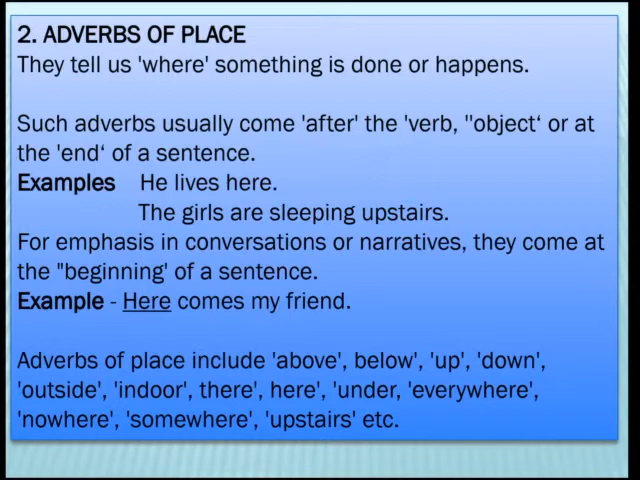 2. ADVERBS OF PLACE
They tell us 'where' something is done or happens.
Such adverbs usually come 'after' the 'verb, "object‘ or at
the 'end‘ of a sentence.
Examples He lives here.
The girls are sleeping upstairs.
For emphasis in conversations or narratives, they come at
the "beginning' of a sentence.
Example - Here comes my friend.
Adverbs of place include 'above', below', 'up', 'down',
'outside', 'indoor', there', here', 'under, 'everywhere',
'nowhere', 'somewhere', 'upstairs' etc.